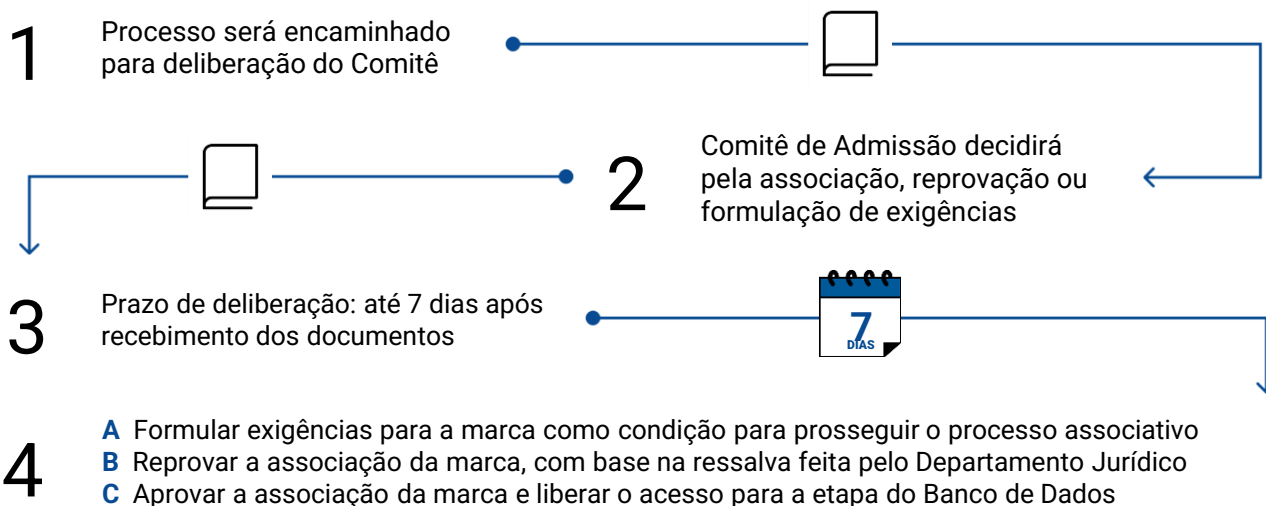 1
Processo será encaminhado
para deliberação do Comitê
2
Comitê de Admissão decidirá
pela associação, reprovação ou
formulação de exigências
3
Prazo de deliberação: até 7 dias após
recebimento dos documentos
7
DIAS
4
A Formular exigências para a marca como condição para prosseguir o processo associativo
B Reprovar a associação da marca, com base na ressalva feita pelo Departamento Jurídico
C Aprovar a associação da marca e liberar o acesso para a etapa do Banco de Dados